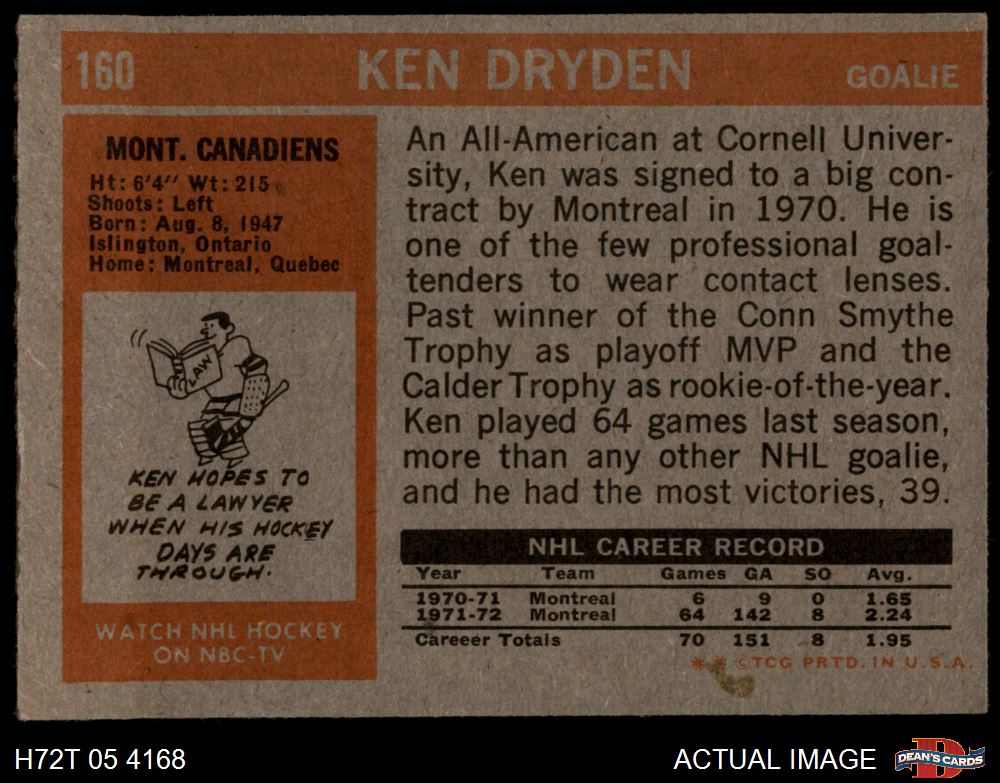 160 KEN DRYDEN GOALIE
MONT. CANADIENS
Ht: 6'4" Wt: 215
Shoots: Left
Born: Aug. 8, 1947
Islington, Ontario
Home: Montreal, Quebec
LAW
KEN HOPES TO
BE A LAWYER
WHEN HIS HOCKEY
DAYS ARE
THROUGH.
WATCH NHL HOCKEY
ON NBC-TV
An All-American at Cornell Univer-
sity, Ken was signed to a big con-
tract by Montreal in 1970. He is
one of the few professional goal-
tenders to wear contact lenses.
Past winner of the Conn Smythe
Trophy as playoff MVP and the
Calder Trophy as rookie-of-the-year.
Ken played 64 games last season,
more than any other NHL goalie,
and he had the most victories, 39.
NHL CAREER RECORD
Year Team Games GA SO Avg.
1970-71 Montreal 6 9 0 1.65
1971-72 Montreal 64 142 8 2.24
Careeer Totals 70 151 8 1.95
* * ©TCG PRTD. IN U.S.A.
H72T 05 4168 ACTUAL IMAGE
D
DEAN'S CARDS